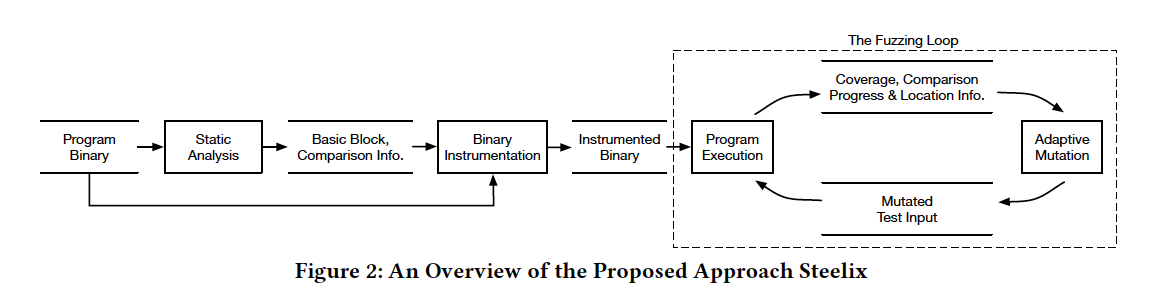 The Fuzzing Loop
Coverage, Comparison
Progress & Location Info.
Program
Binary
Static
Analysis
Basic Block,
Comparison Info.
Binary
Instrumentation
Instrumented
Binary
Program
Execution
Adaptive
Mutation
Mutated
Test Input
Figure 2: An Overview of the Proposed Approach Steelix